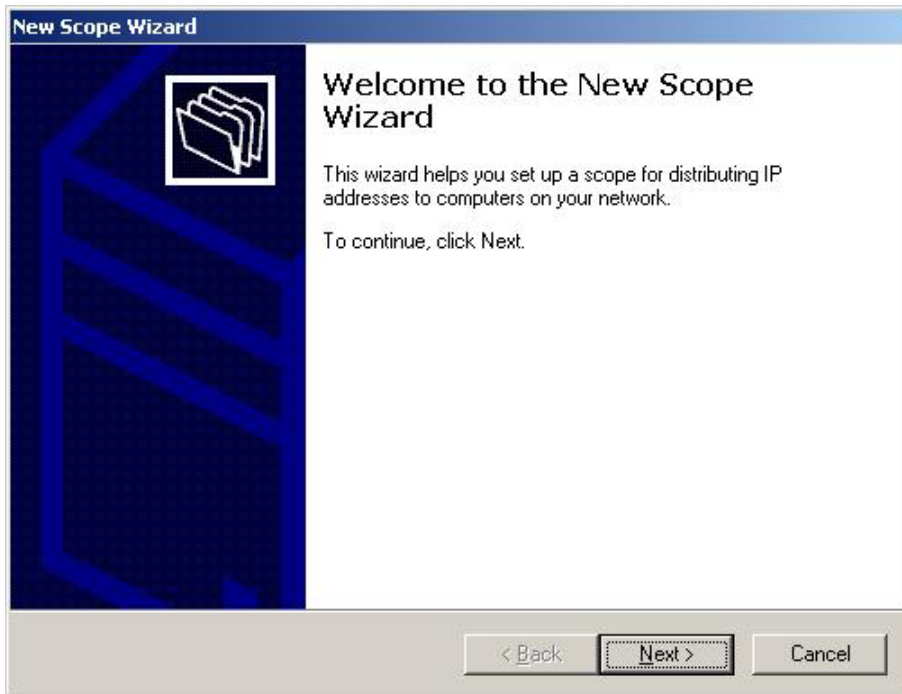 New Scope Wizard
Welcome to the New Scope
Wizard
This wizard helps you set up a scope for distributing IP
addresses to computers on your network.
To continue, click Next.
< Back
Next >
Cancel